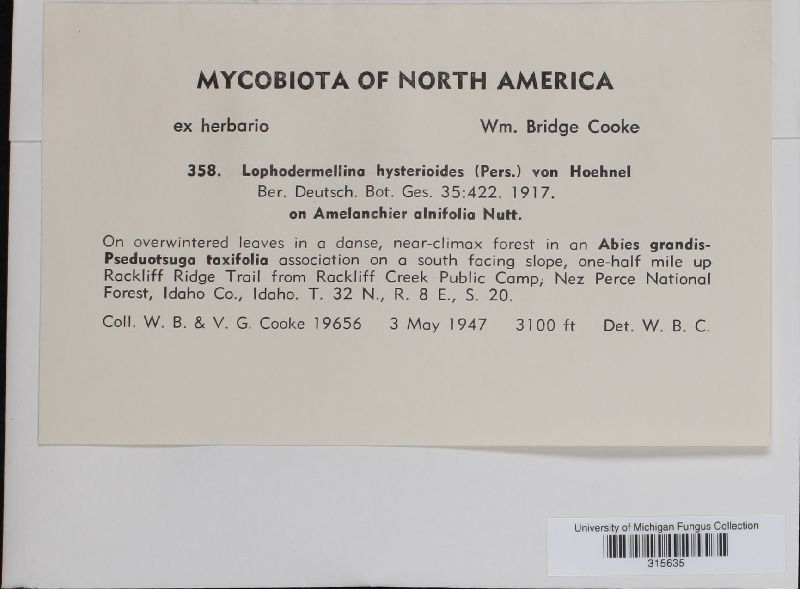 MYCOBIOTA OF NORTH AMERICA
ex herbario Wm. Bridge Cooke
358. Lophodermellina hysterioides (Pers.) von Hoehnel
Ber. Deutsch. Bot. Ges. 35:422. 1917.
on Amelanchier alnifolia Nutt.
On overwintered leaves in a danse, near-climax forest in an Abies grandis-
Pseduotsuga taxifolia association on a south facing slope, one-half mile up
Rackliff Ridge Trail from Rackliff Creek Public Camp; Nez Perce National
Forest, Idaho Co., Idaho. T. 32 N., R. 8 E., S. 20.
Coll. W. B. & V. G. Cooke 19656 3 May 1947 3100 ft Det. W. B. C.
University of Michigan Fungus Collection
315635